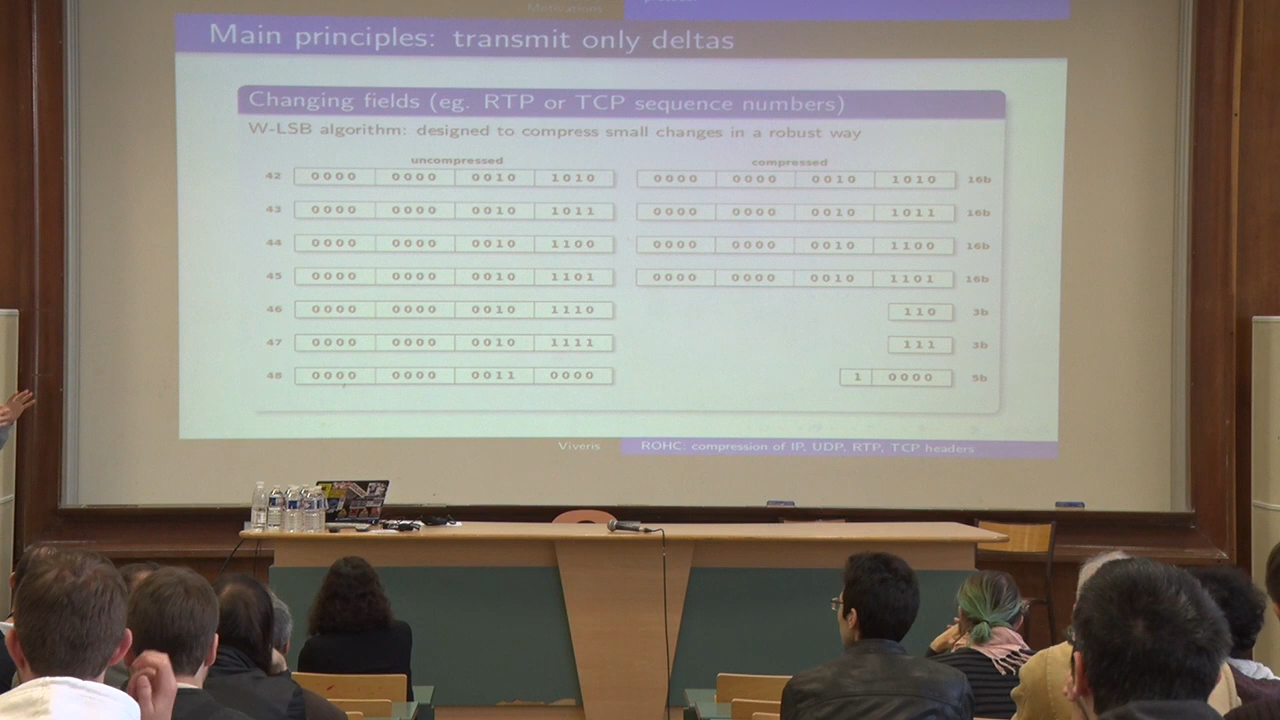 Motivations
Main principles: transmit only deltas
Changing fields (eg. RTP or TCP sequence numbers)
W-LSB algorithm: designed to compress small changes in a robust way
uncompressed compressed
42 0000 0000 0010 1010 0000 0000 0010 1010 16b
43 0000 0000 0010 1011 0000 0000 0010 1011 16b
44 0000 0000 0010 1100 0000 0000 0010 1100 16b
45 0000 0000 0010 1101 0000 0000 0010 1101 16b
46 0000 0000 0010 1110 110 3b
47 0000 0000 0010 1111 111 3b
48 0000 0000 0011 0000 1 0000 5b
Viveris ROHC: compression of IP, UDP, RTP, TCP headers